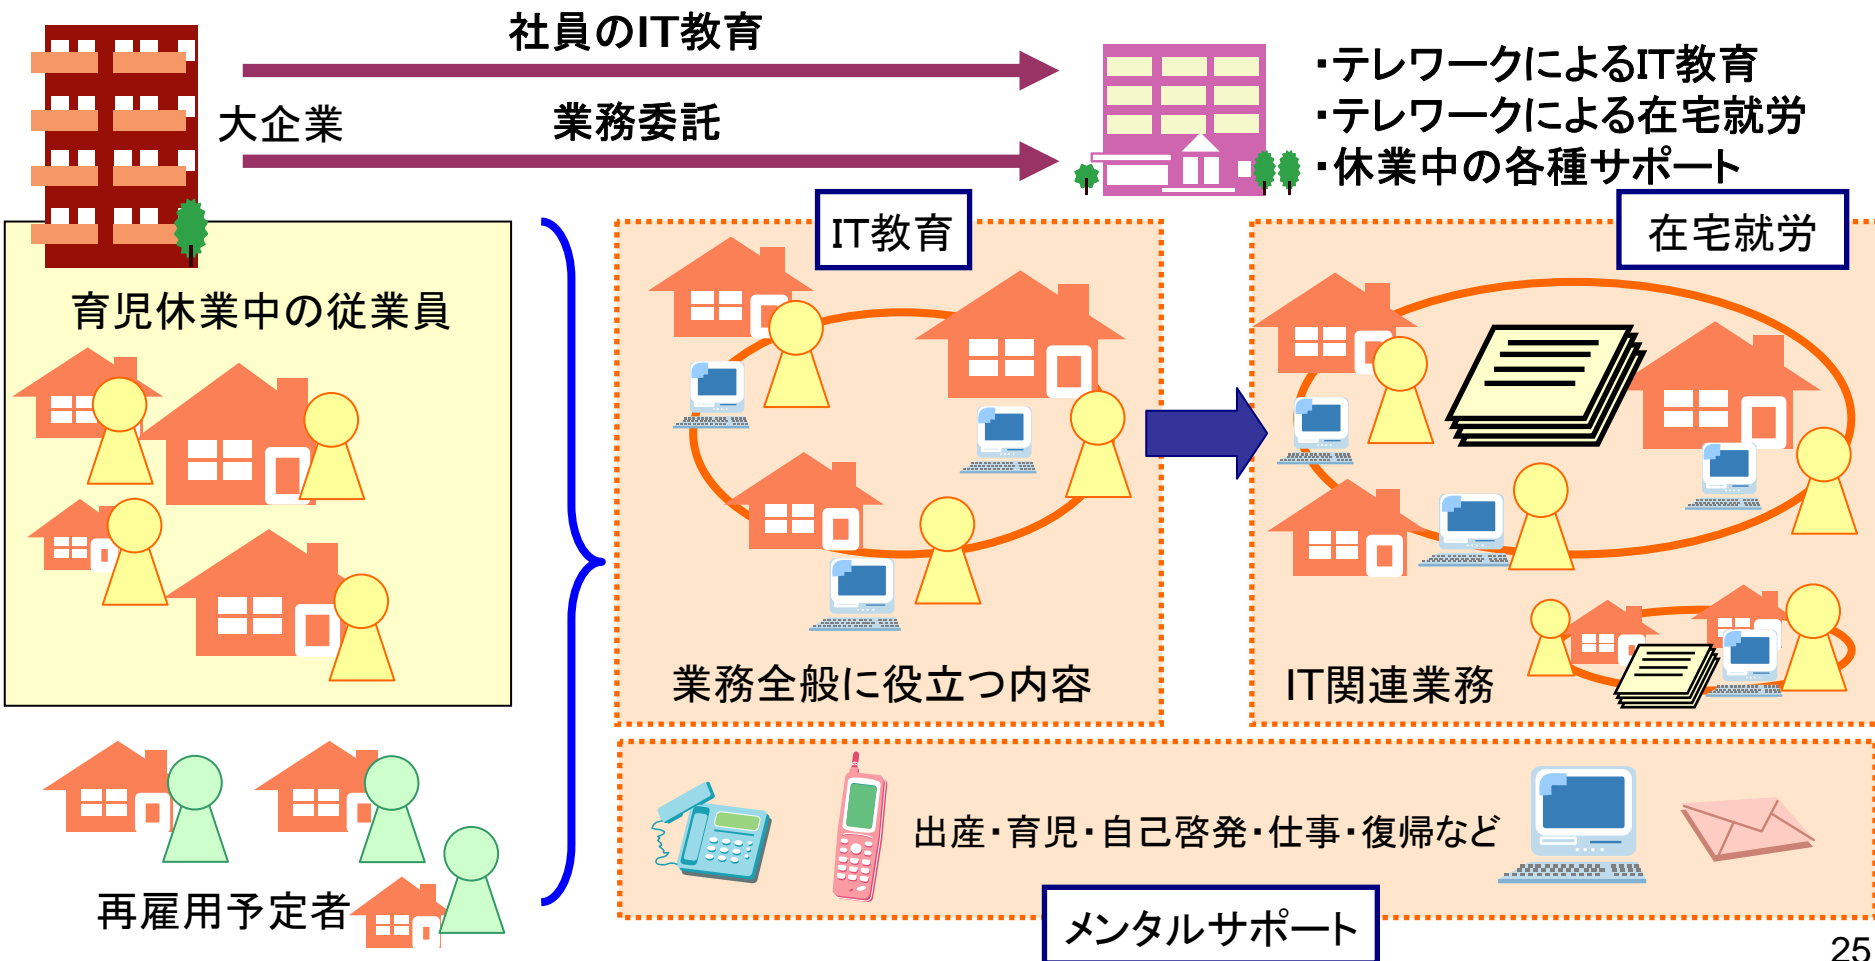 社員のIT教育
大企業
業務委託
・テレワークによるIT教育
・テレワークによる在宅就労
・休業中の各種サポート
育児休業中の従業員
再雇用予定者
IT教育
業務全般に役立つ内容
在宅就労
IT関連業務
出産・育児・自己啓発・仕事・復帰など
メンタルサポート
25